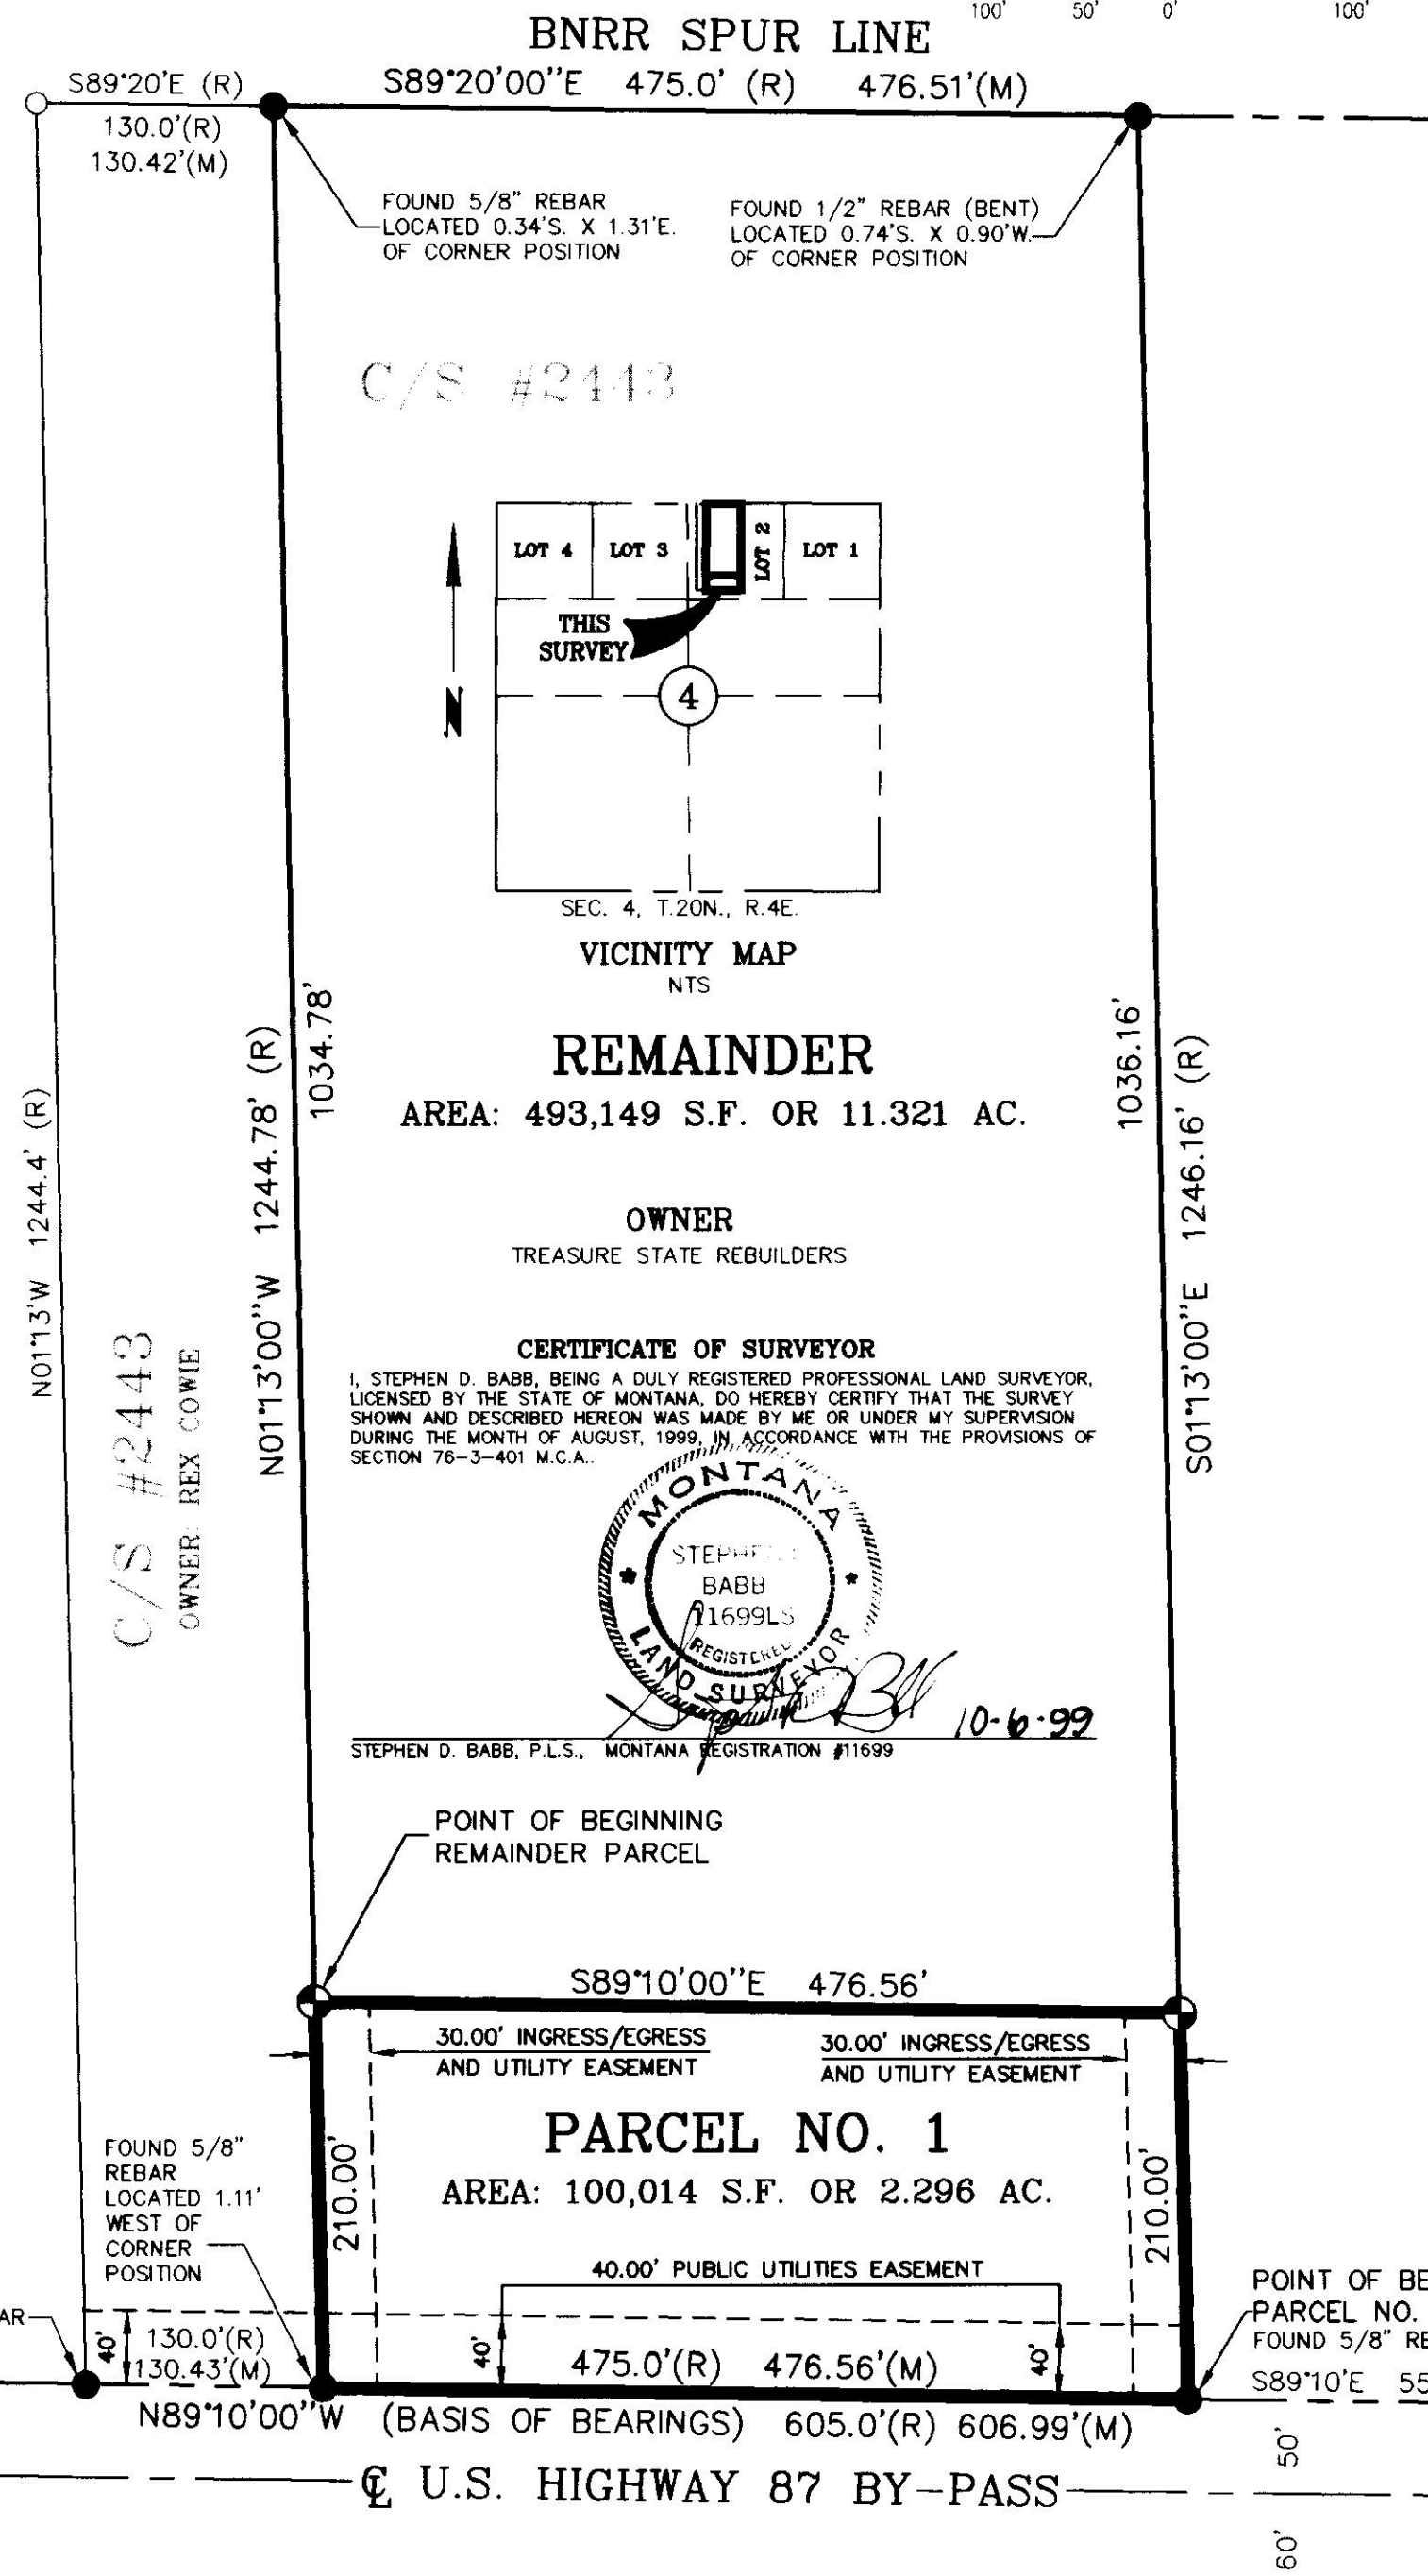 100' 50' 0' 100'
BNRR SPUR LINE
S89°20'E (R)
S89°20'00"E 475.0' (R) 476.51'(M)
130.0'(R)
130.42'(M)
FOUND 5/8" REBAR
LOCATED 0.34'S. X 1.31'E.
OF CORNER POSITION
FOUND 1/2" REBAR (BENT)
LOCATED 0.74'S. X 0.90'W.
OF CORNER POSITION
C/S #2443
LOT 4
LOT 3
LOT 2
LOT 1
THIS
SURVEY
N
4
SEC. 4, T.20N., R.4E.
VICINITY MAP
NTS
N01°13'W 1244.4' (R)
C/S #2443
OWNER: REX COWIE
N01°13'00"W 1244.78' (R)
1034.78'
1036.16'
S01°13'00"E 1246.16' (R)
REMAINDER
AREA: 493,149 S.F. OR 11.321 AC.
OWNER
TREASURE STATE REBUILDERS
CERTIFICATE OF SURVEYOR
I, STEPHEN D. BABB, BEING A DULY REGISTERED PROFESSIONAL LAND SURVEYOR,
LICENSED BY THE STATE OF MONTANA, DO HEREBY CERTIFY THAT THE SURVEY
SHOWN AND DESCRIBED HEREON WAS MADE BY ME OR UNDER MY SUPERVISION
DURING THE MONTH OF AUGUST, 1999, IN ACCORDANCE WITH THE PROVISIONS OF
SECTION 76-3-401 M.C.A..
MONTANA
BABB
11699LS
REGISTERED
LAND SURVEYOR
10-6-99
STEPHEN D. BABB, P.L.S., MONTANA REGISTRATION #11699
POINT OF BEGINNING
REMAINDER PARCEL
S89°10'00"E 476.56'
30.00' INGRESS/EGRESS
AND UTILITY EASEMENT
30.00' INGRESS/EGRESS
AND UTILITY EASEMENT
PARCEL NO. 1
AREA: 100,014 S.F. OR 2.296 AC.
210.00'
210.00'
FOUND 5/8"
REBAR
LOCATED 1.11'
WEST OF
CORNER
POSITION
40.00' PUBLIC UTILITIES EASEMENT
AR
40'
130.0'(R)
130.43'(M)
40'
475.0'(R) 476.56'(M)
40'
POINT OF BE
PARCEL NO.
FOUND 5/8" RE
S89°10'E 55
N89°10'00"W (BASIS OF BEARINGS) 605.0'(R) 606.99'(M)
50'
℄ U.S. HIGHWAY 87 BY-PASS
60'